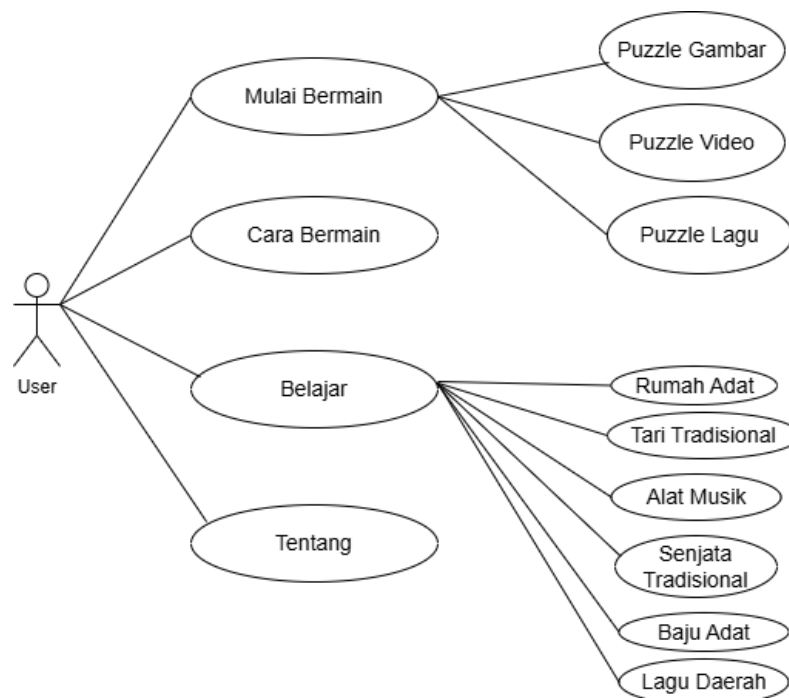 Mulai Bermain
Puzzle Gambar
Puzzle Video
Puzzle Lagu
Cara Bermain
User
Belajar
Rumah Adat
Tari Tradisional
Alat Musik
Senjata
Tradisional
Baju Adat
Lagu Daerah
Tentang